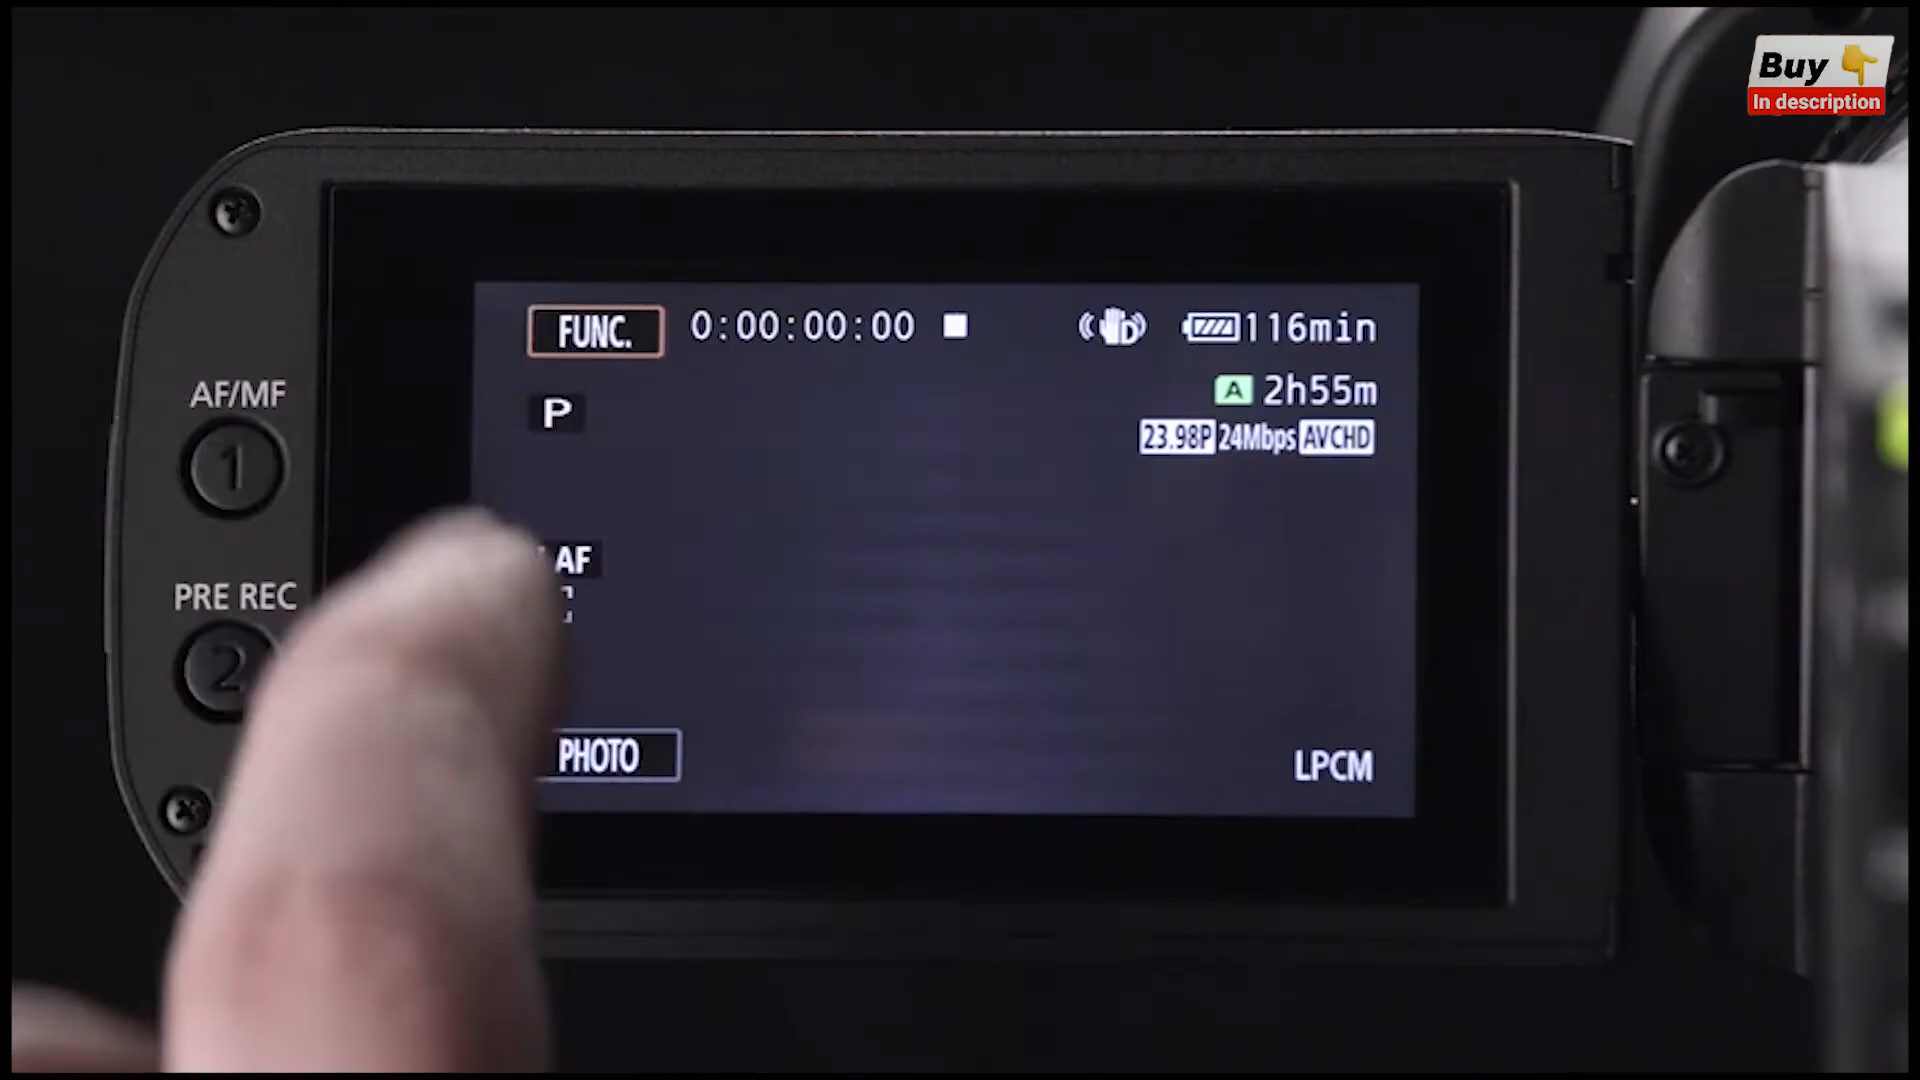 Buy
In description
FUNC. 0:00:00:00 D 116min
A 2h55m
P
23.98P 24Mbps AVCHD
AF/MF
1
AF
PRE REC
2
PHOTO
LPCM